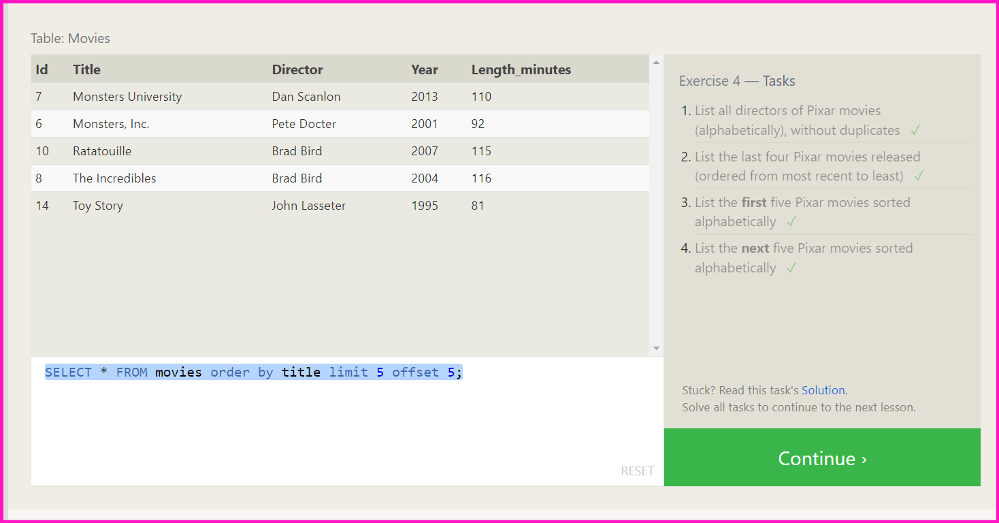 Table: Movies
Id Title Director Year Length_minutes
7 Monsters University Dan Scanlon 2013 110
6 Monsters, Inc. Pete Docter 2001 92
10 Ratatouille Brad Bird 2007 115
8 The Incredibles Brad Bird 2004 116
14 Toy Story John Lasseter 1995 81
SELECT * FROM movies order by title limit 5 offset 5;
RESET
Exercise 4 — Tasks
1. List all directors of Pixar movies
(alphabetically), without duplicates ✓
2. List the last four Pixar movies released
(ordered from most recent to least) ✓
3. List the first five Pixar movies sorted
alphabetically ✓
4. List the next five Pixar movies sorted
alphabetically ✓
Stuck? Read this task's Solution.
Solve all tasks to continue to the next lesson.
Continue ›